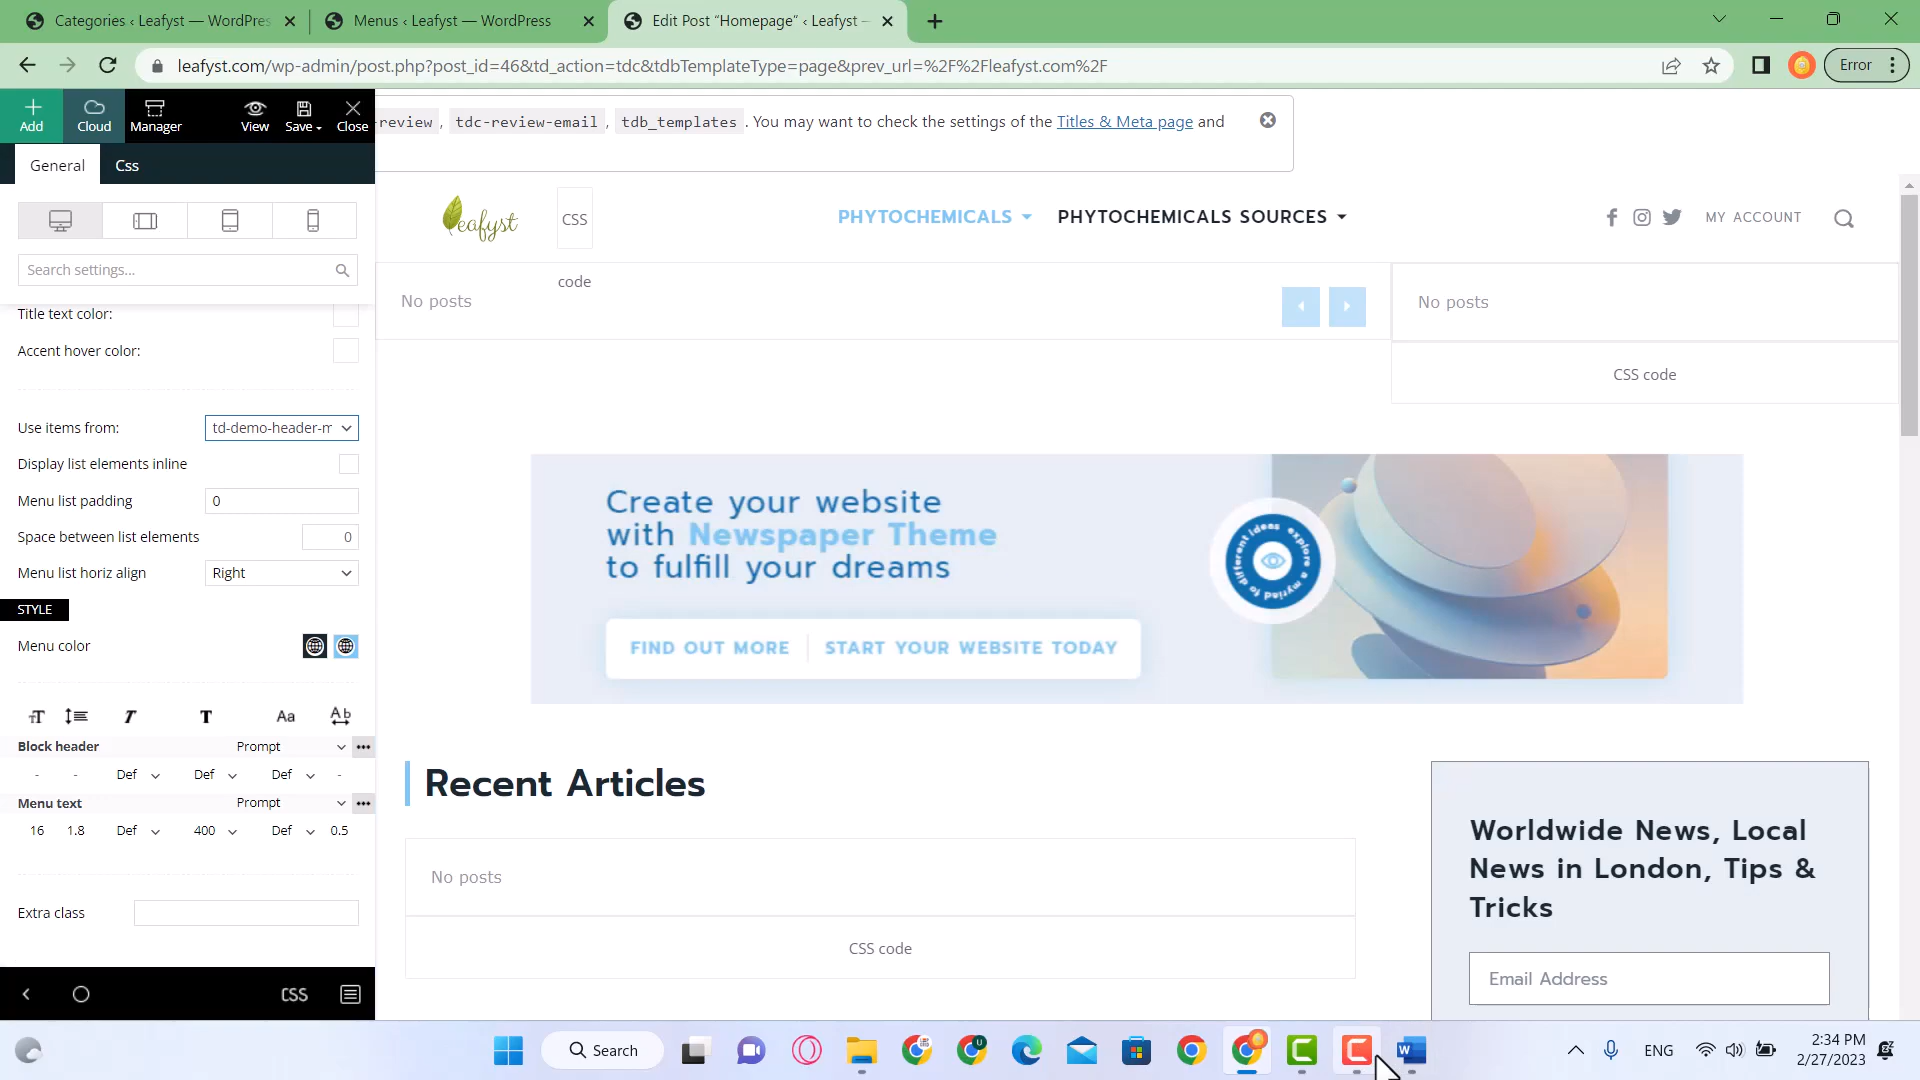 Categories ‹ Leafyst — WordPres
Menus ‹ Leafyst — WordPress
Edit Post “Homepage” ‹ Leafyst —
leafyst.com/wp-admin/post.php?post_id=46&td_action=tdc&tdbTemplateType=page&prev_url=%2F%2Fleafyst.com%2F
Error
Add
Cloud
Manager
View
Save
Close
-review , tdc-review-email , tdb_templates . You may want to check the settings of the Titles & Meta page and
General
Css
Search settings...
Title text color:
Accent hover color:
Use items from:
td-demo-header-m
Display list elements inline
Menu list padding
0
Space between list elements
0
Menu list horiz align
Right
STYLE
Menu color
Block header
Prompt
- - Def Def Def -
Menu text
Prompt
16 1.8 Def 400 Def 0.5
Extra class
CSS
leafyst
CSS
code
PHYTOCHEMICALS
PHYTOCHEMICALS SOURCES
MY ACCOUNT
No posts
No posts
CSS code
Create your website
with Newspaper Theme
to fulfill your dreams
FIND OUT MORE
START YOUR WEBSITE TODAY
explore a myriad of different ideas
Recent Articles
No posts
CSS code
Worldwide News, Local
News in London, Tips &
Tricks
Email Address
Search
ENG
2:34 PM
2/27/2023